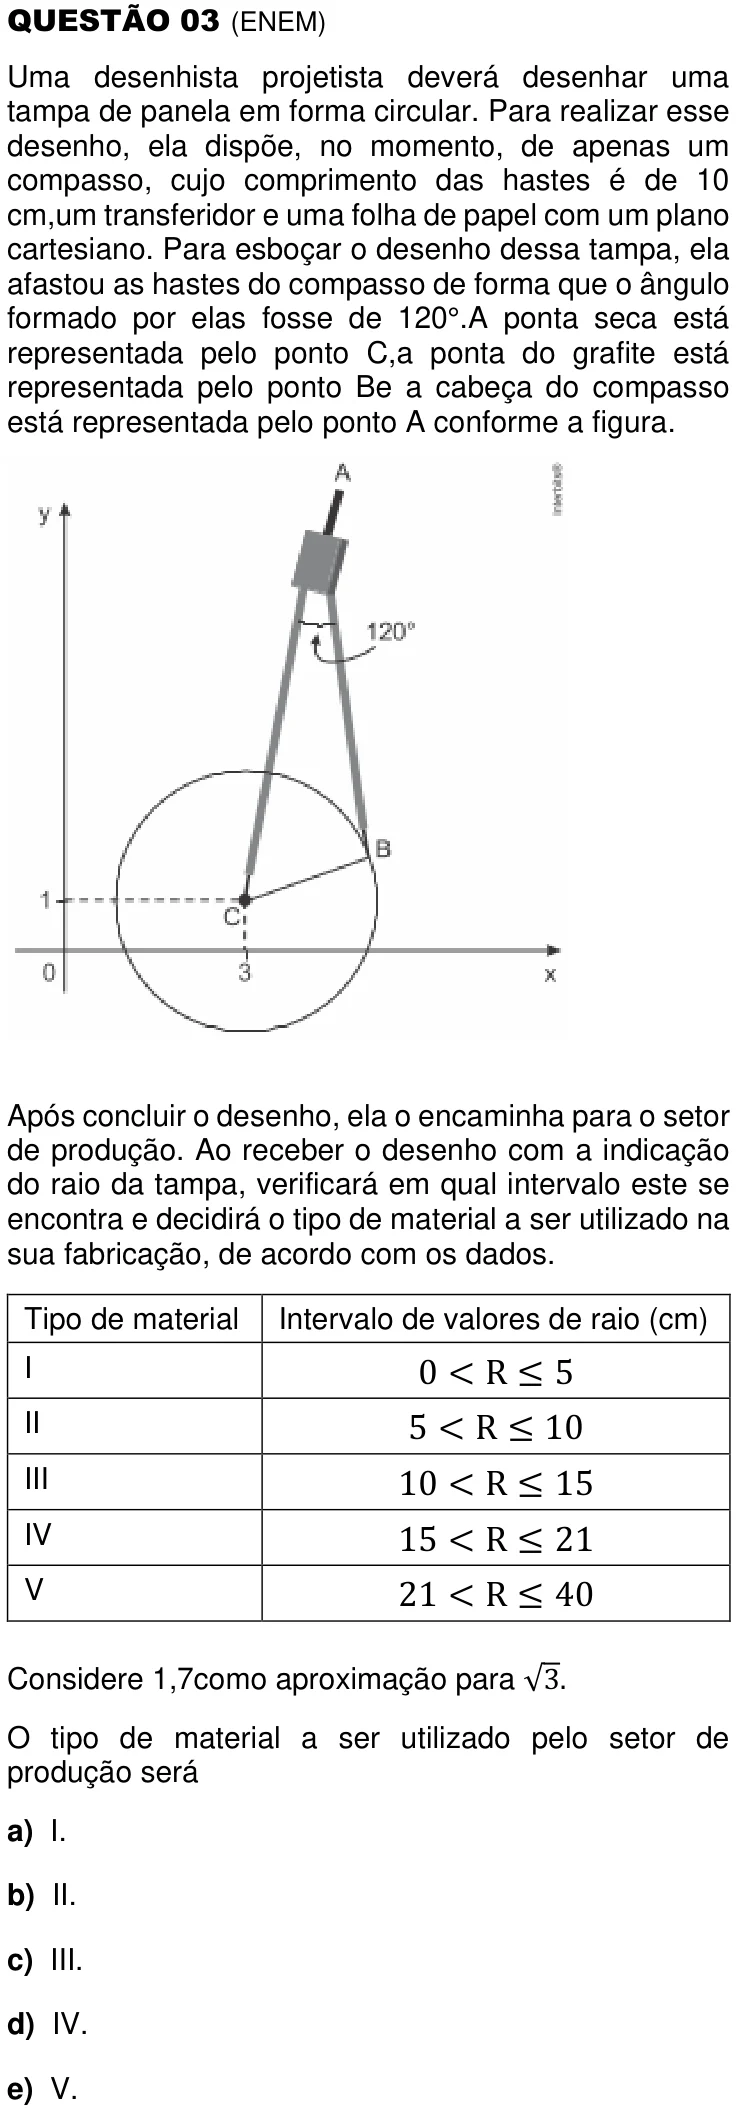 QUESTÃO 03 (ENEM)
Uma desenhista projetista deverá desenhar uma
tampa de panela em forma circular. Para realizar esse
desenho, ela dispõe, no momento, de apenas um
compasso, cujo comprimento das hastes é de 10
cm,um transferidor e uma folha de papel com um plano
cartesiano. Para esboçar o desenho dessa tampa, ela
afastou as hastes do compasso de forma que o ângulo
formado por elas fosse de 120°.A ponta seca está
representada pelo ponto C,a ponta do grafite está
representada pelo ponto Be a cabeça do compasso
está representada pelo ponto A conforme a figura.
A
Interbits®
y
120°
B
1
C
0
3
x
Após concluir o desenho, ela o encaminha para o setor
de produção. Ao receber o desenho com a indicação
do raio da tampa, verificará em qual intervalo este se
encontra e decidirá o tipo de material a ser utilizado na
sua fabricação, de acordo com os dados.
Tipo de material Intervalo de valores de raio (cm)
I 0 < R ≤ 5
II 5 < R ≤ 10
III 10 < R ≤ 15
IV 15 < R ≤ 21
V 21 < R ≤ 40
Considere 1,7como aproximação para √3.
O tipo de material a ser utilizado pelo setor de
produção será
a) I.
b) II.
c) III.
d) IV.
e) V.